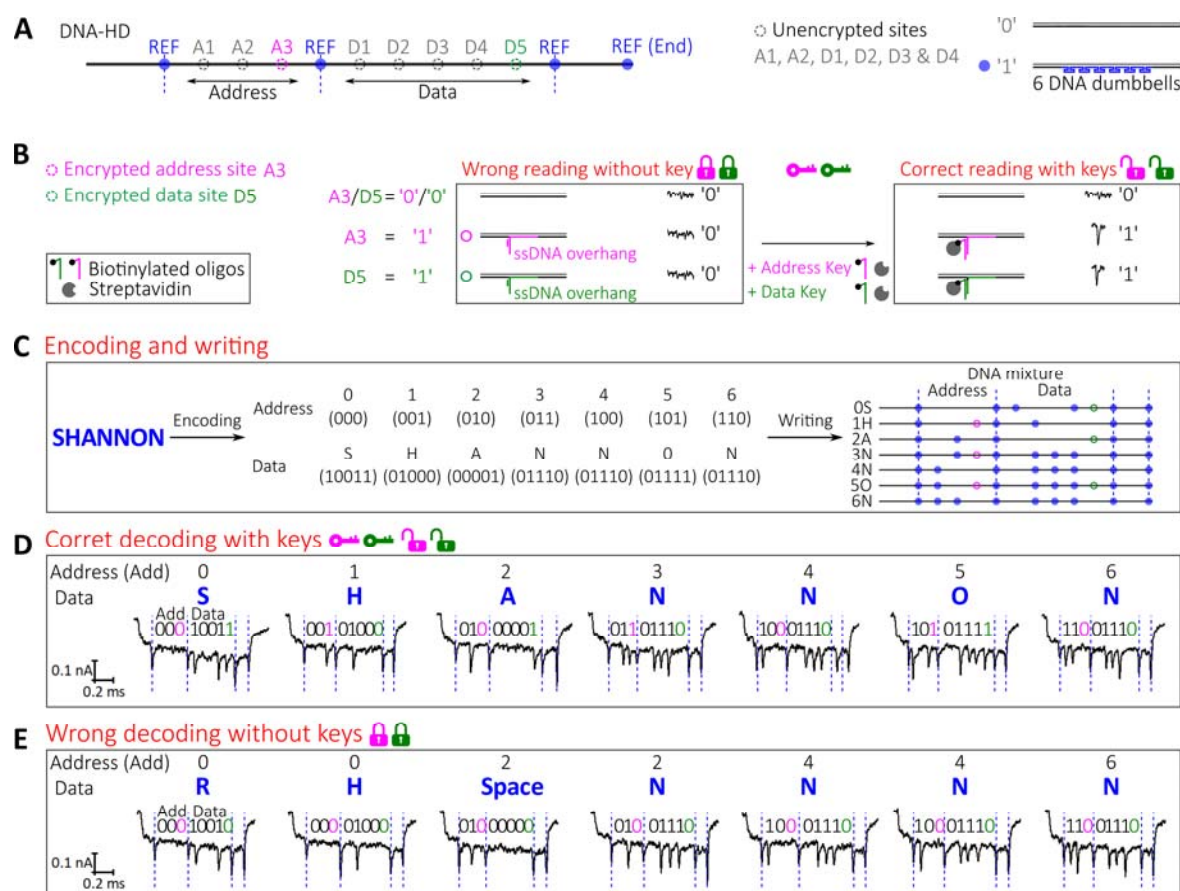 A
DNA-HD
REF A1 A2 A3 REF D1 D2 D3 D4 D5 REF REF (End)
Address Data
Unencrypted sites
A1, A2, D1, D2, D3 & D4
'0'
'1'
6 DNA dumbbells
B
Encrypted address site A3
Encrypted data site D5
Biotinylated oligos
Streptavidin
Wrong reading without key
A3/D5= '0'/'0' '0'
A3 = '1' ssDNA overhang '0'
D5 = '1' ssDNA overhang '0'
+ Address Key
+ Data Key
Correct reading with keys
'0'
'1'
'1'
C Encoding and writing
SHANNON
Encoding
Address 0 1 2 3 4 5 6
(000) (001) (010) (011) (100) (101) (110)
Data S H A N N O N
(10011) (01000) (00001) (01110) (01110) (01111) (01110)
Writing
DNA mixture
Address Data
0S
1H
2A
3N
4N
5O
6N
D Corret decoding with keys
Address (Add) 0 1 2 3 4 5 6
Data S H A N N O N
Add Data
000 10011 001 01000 010 00001 011 01110 100 01110 101 01111 110 01110
0.1 nA
0.2 ms
E Wrong decoding without keys
Address (Add) 0 0 2 2 4 4 6
Data R H Space N N N N
Add Data
000 10010 000 01000 010 00000 010 01110 100 01110 100 01110 110 01110
0.1 nA
0.2 ms